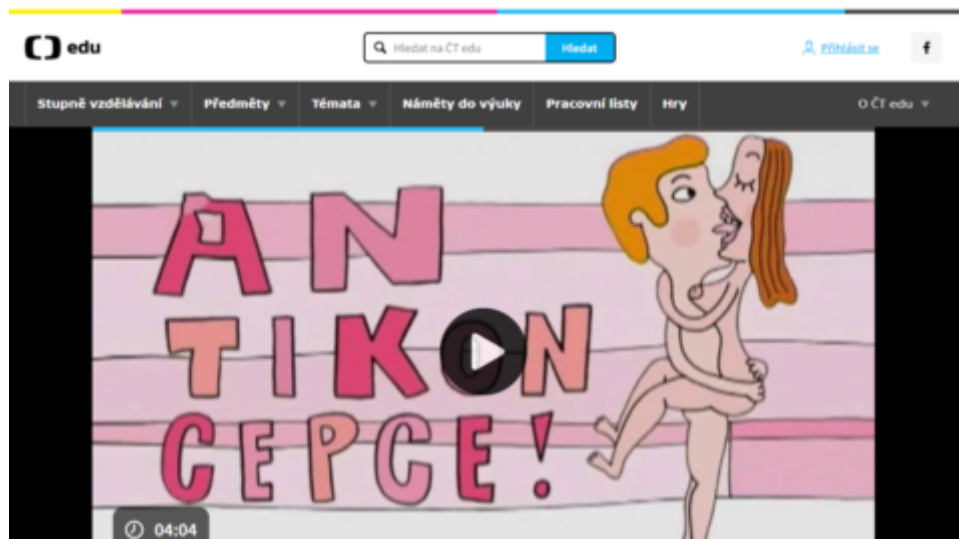 edu
Hledat na ČT edu
Hledat
Přihlásit se
f
Stupně vzdělávání
Předměty
Témata
Náměty do výuky
Pracovní listy
Hry
O ČT edu
AN
TIKON
CEPCE!
04:04